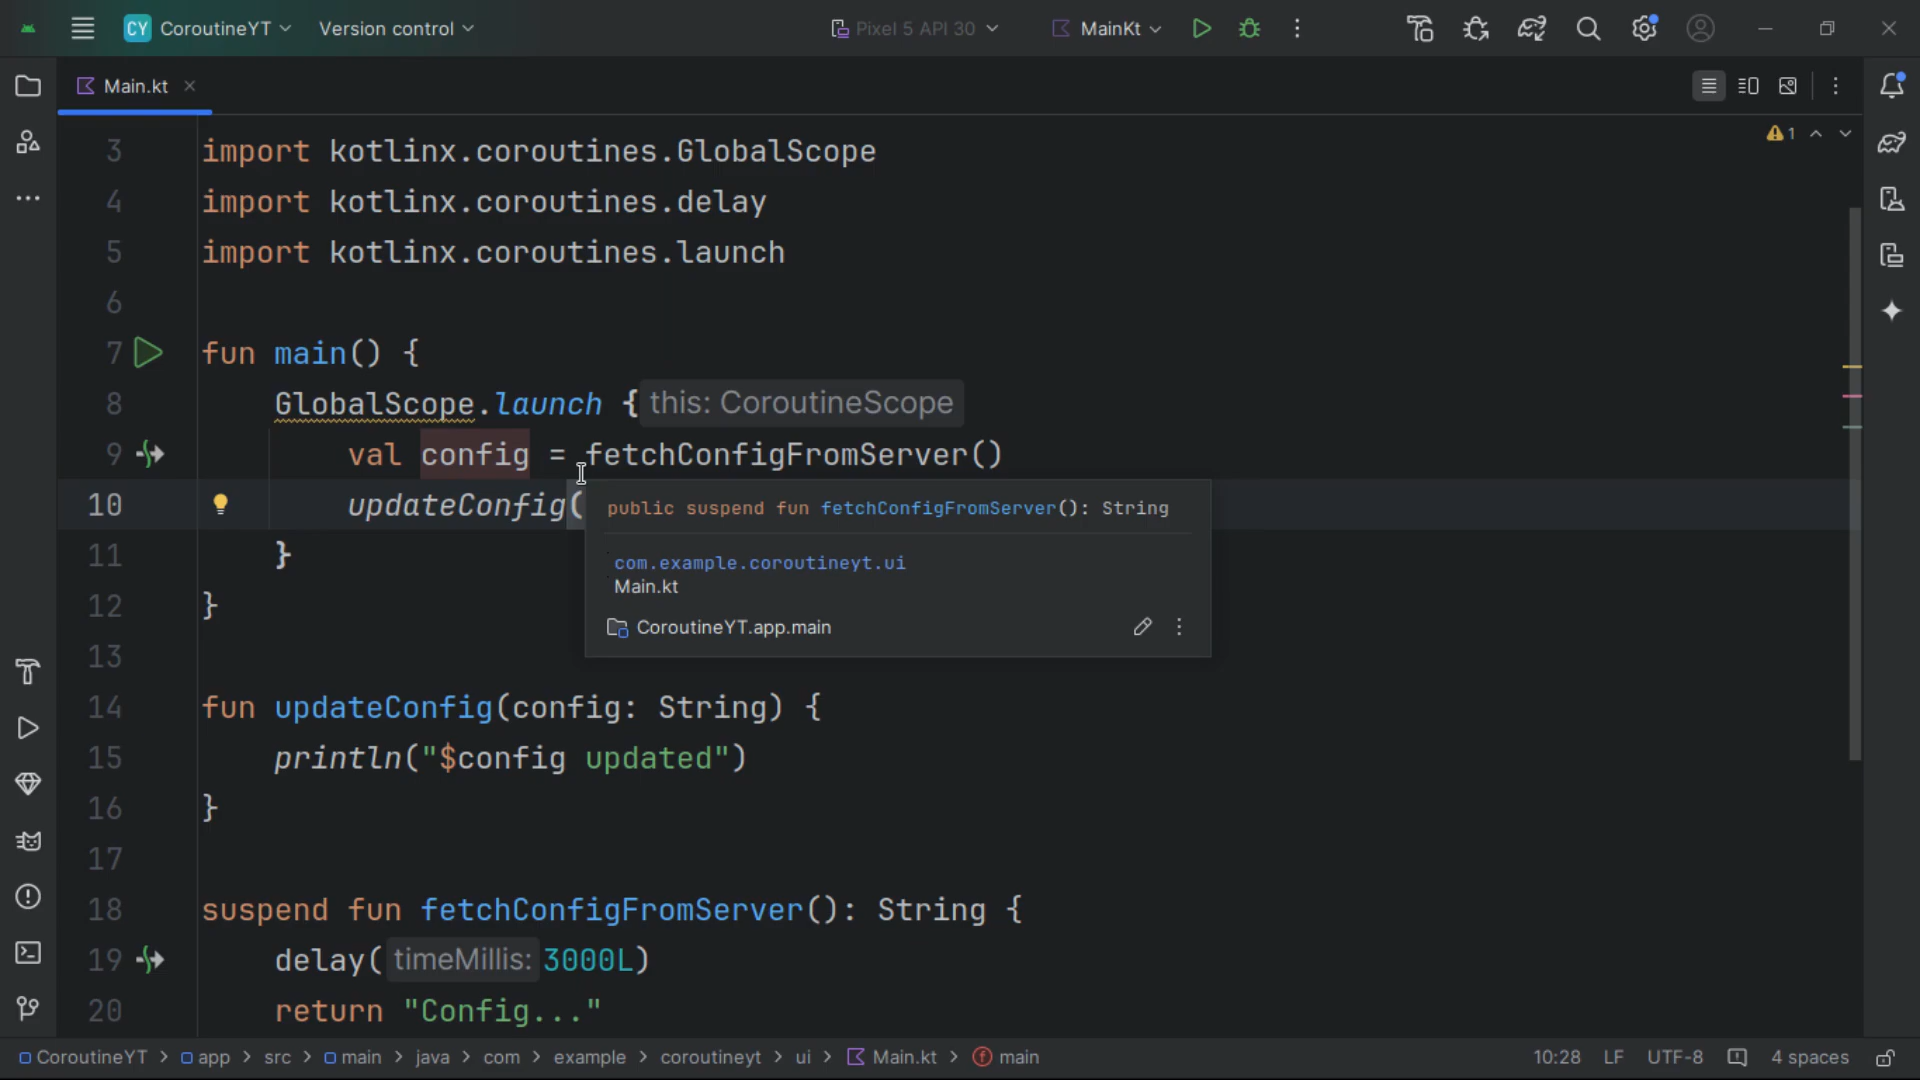 CY CoroutineYT Version control Pixel 5 API 30 MainKt
Main.kt
1
3 import kotlinx.coroutines.GlobalScope
4 import kotlinx.coroutines.delay
5 import kotlinx.coroutines.launch
6
7 fun main() {
8 GlobalScope.launch { this: CoroutineScope
9 val config = fetchConfigFromServer()
10 updateConfig(
public suspend fun fetchConfigFromServer(): String
com.example.coroutineyt.ui
Main.kt
CoroutineYT.app.main
11 }
12 }
13
14 fun updateConfig(config: String) {
15 println("$config updated")
16 }
17
18 suspend fun fetchConfigFromServer(): String {
19 delay( timeMillis: 3000L)
20 return "Config..."
CoroutineYT > app > src > main > java > com > example > coroutineyt > ui > Main.kt > main 10:28 LF UTF-8 4 spaces